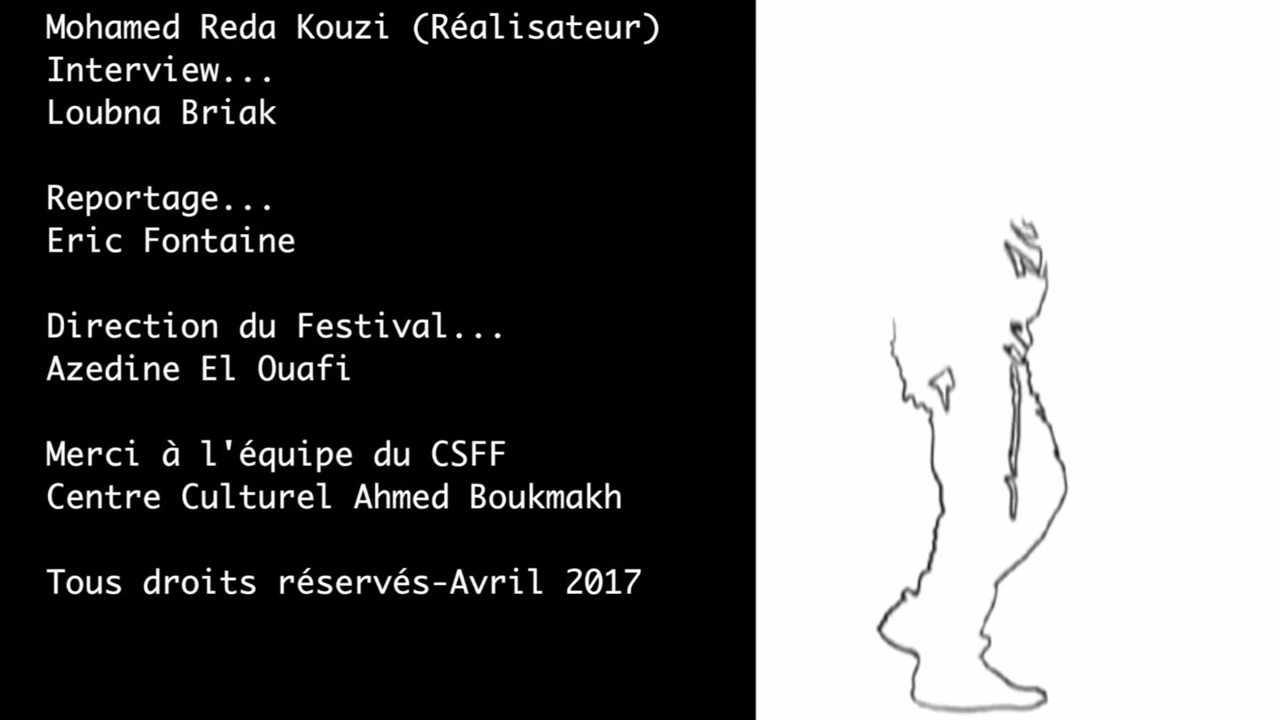 Mohamed Reda Kouzi (Réalisateur)
Interview...
Loubna Briak
Reportage...
Eric Fontaine
Direction du Festival...
Azedine El Ouafi
Merci à l'équipe du CSFF
Centre Culturel Ahmed Boukmakh
Tous droits réservés-Avril 2017